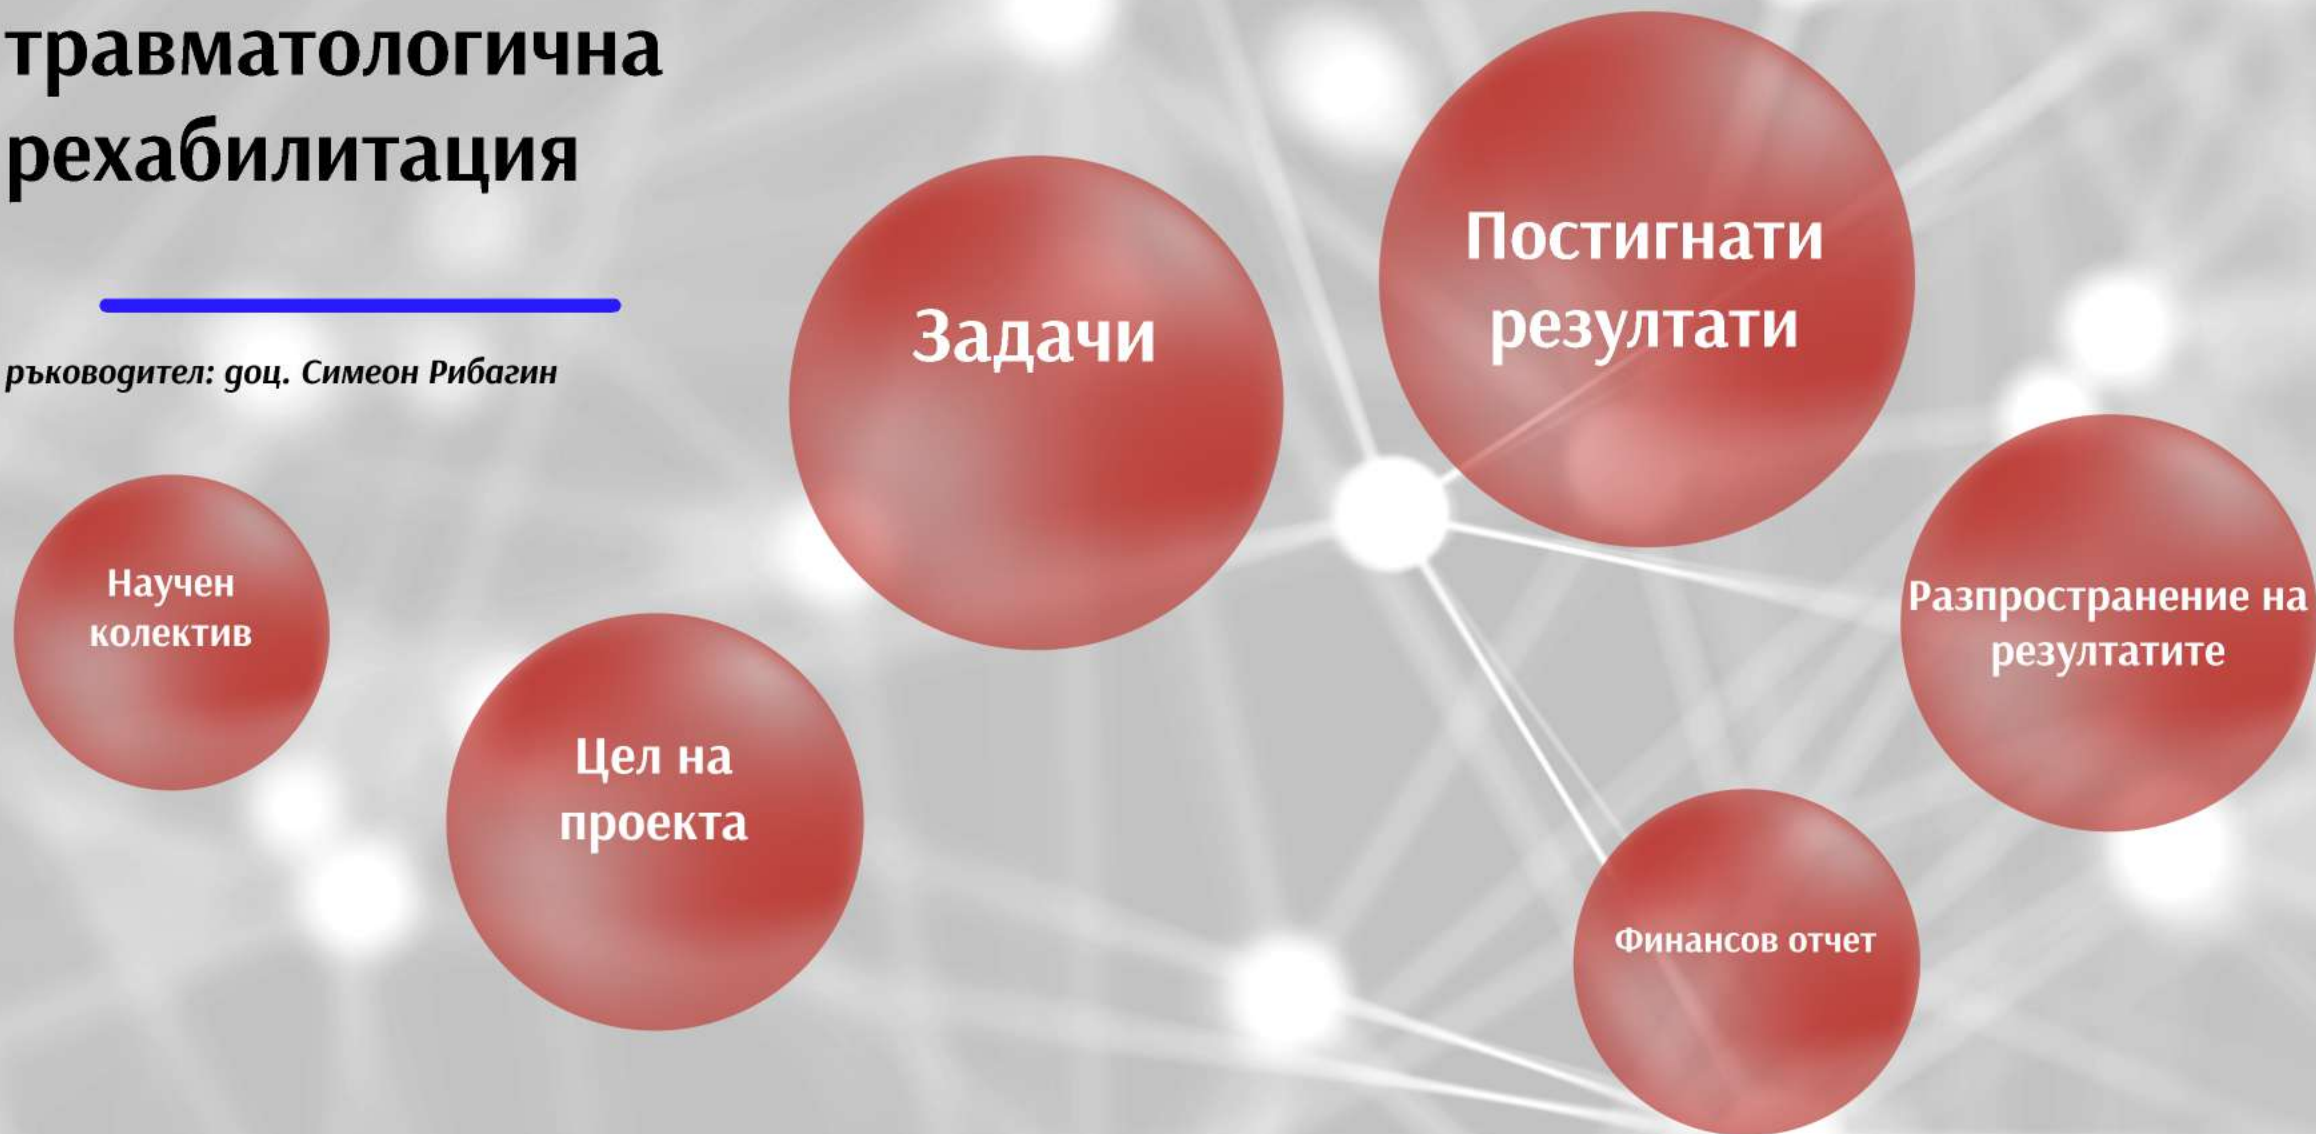 травматологична
рехабилитация
ръководител: доц. Симеон Рибагин
Научен
колектив
Цел на
проекта
Задачи
Постигнати
резултати
Разпространение на
резултатите
Финансов отчет